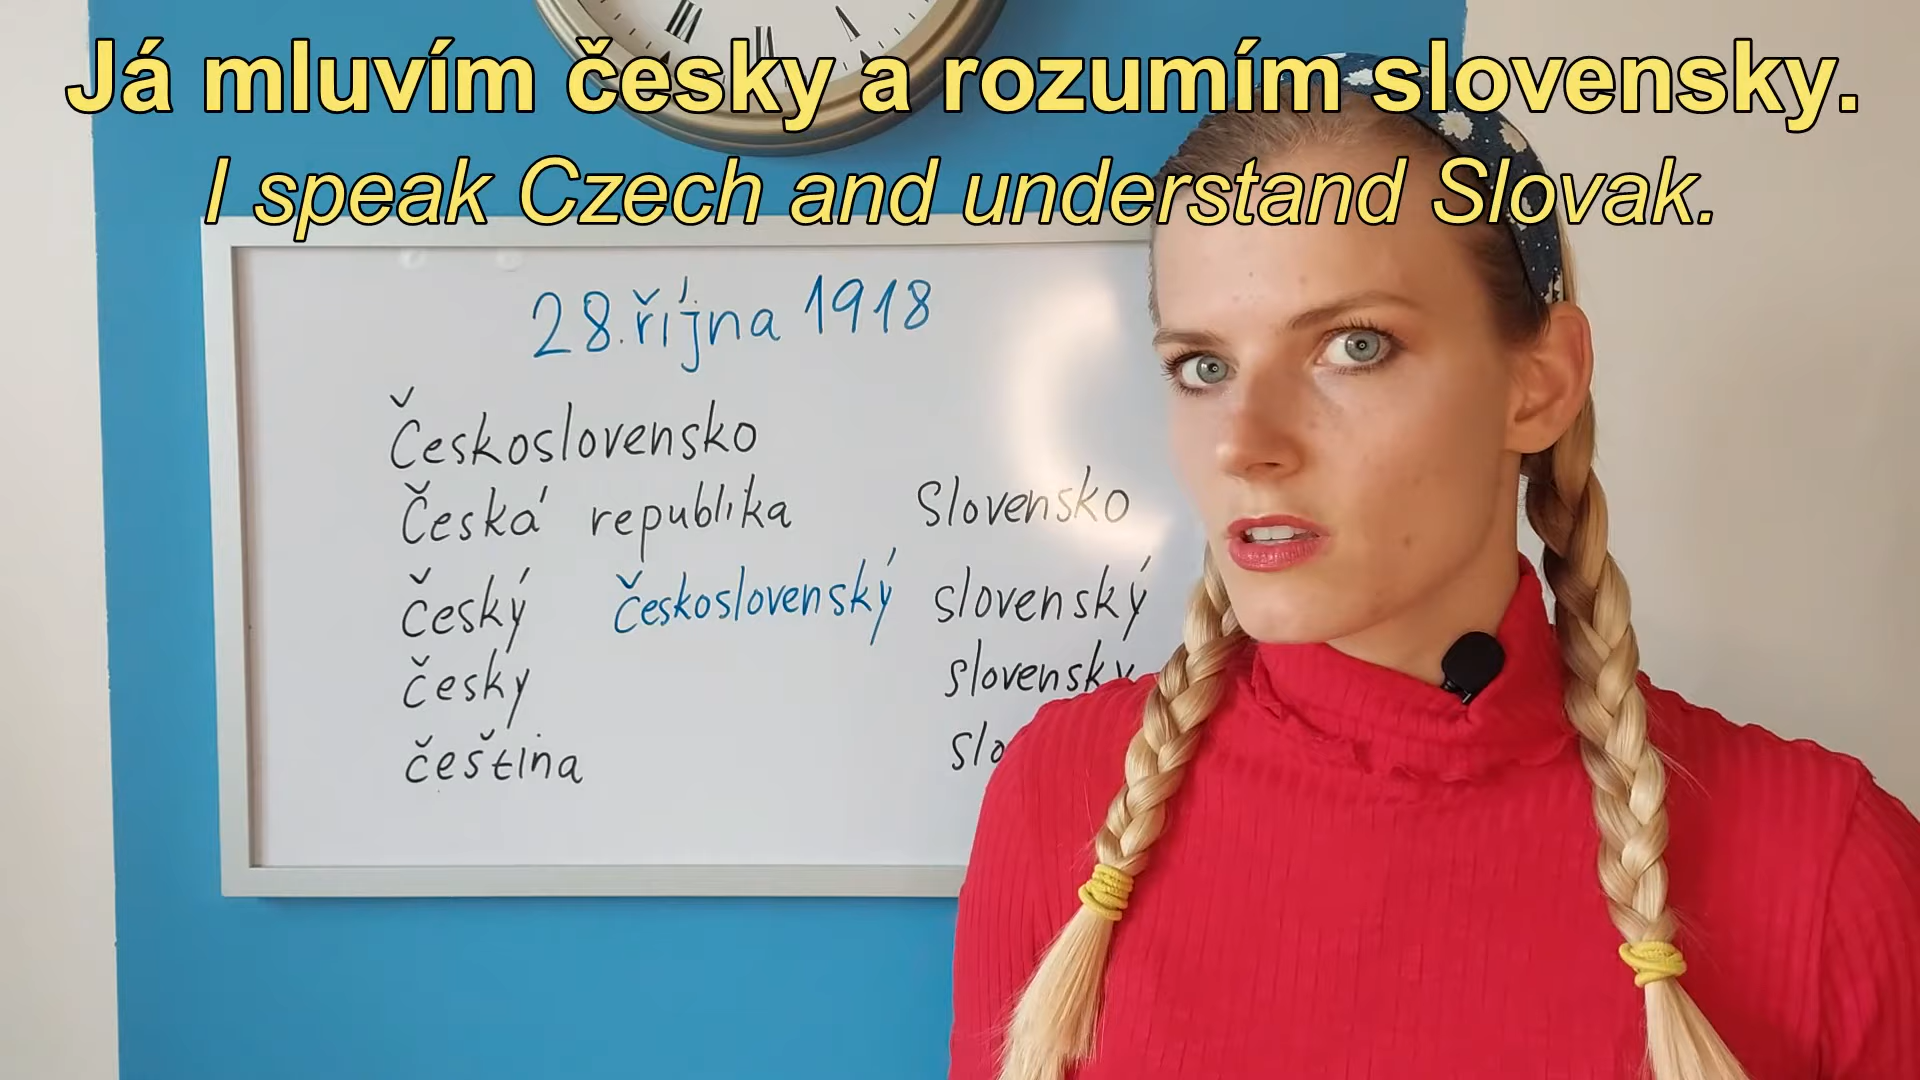 Já mluvím česky a rozumím slovensky.
I speak Czech and understand Slovak.
28. října 1918
Československo
Česká republika Slovensko
český československý slovenský
česky slovensky
čeština